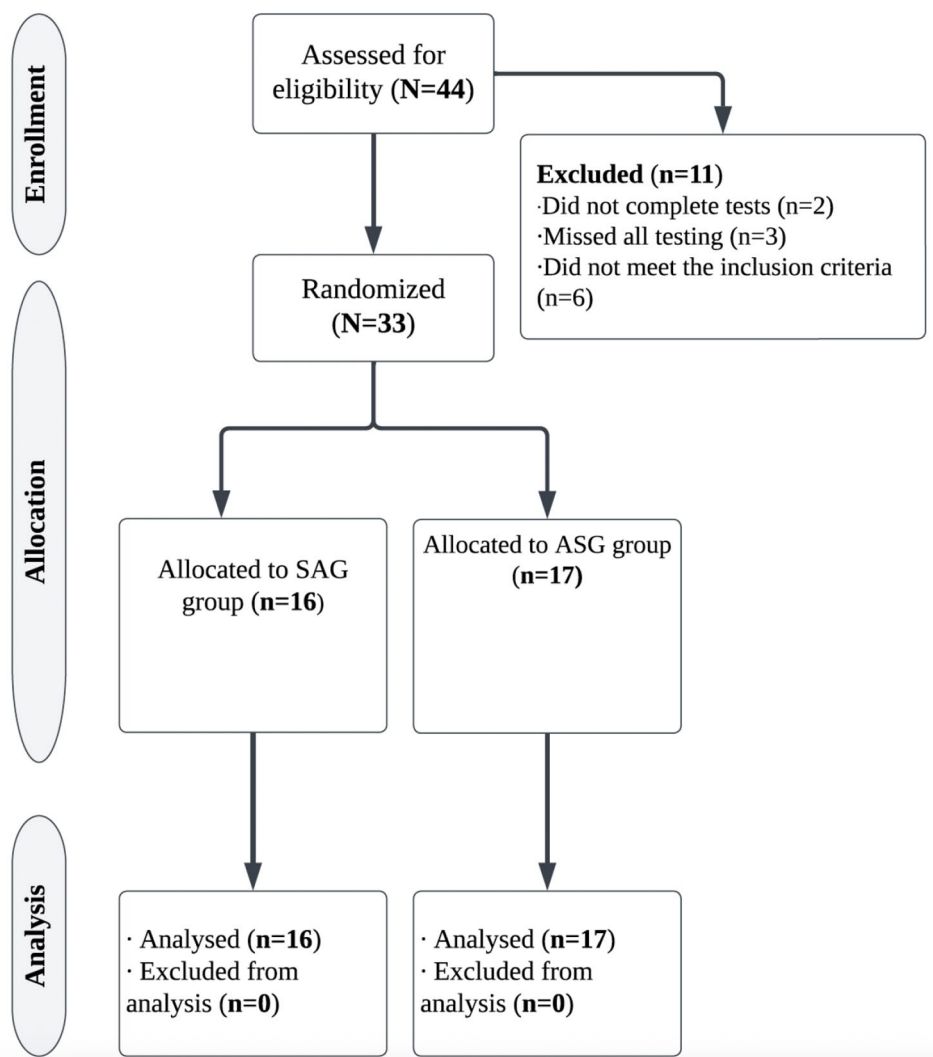 Enrollment
Assessed for
eligibility (N=44)
Excluded (n=11)
·Did not complete tests (n=2)
·Missed all testing (n=3)
·Did not meet the inclusion criteria
(n=6)
Randomized
(N=33)
Allocation
Allocated to SAG
group (n=16)
Allocated to ASG group
(n=17)
Analysis
· Analysed (n=16)
· Excluded from
analysis (n=0)
· Analysed (n=17)
· Excluded from
analysis (n=0)